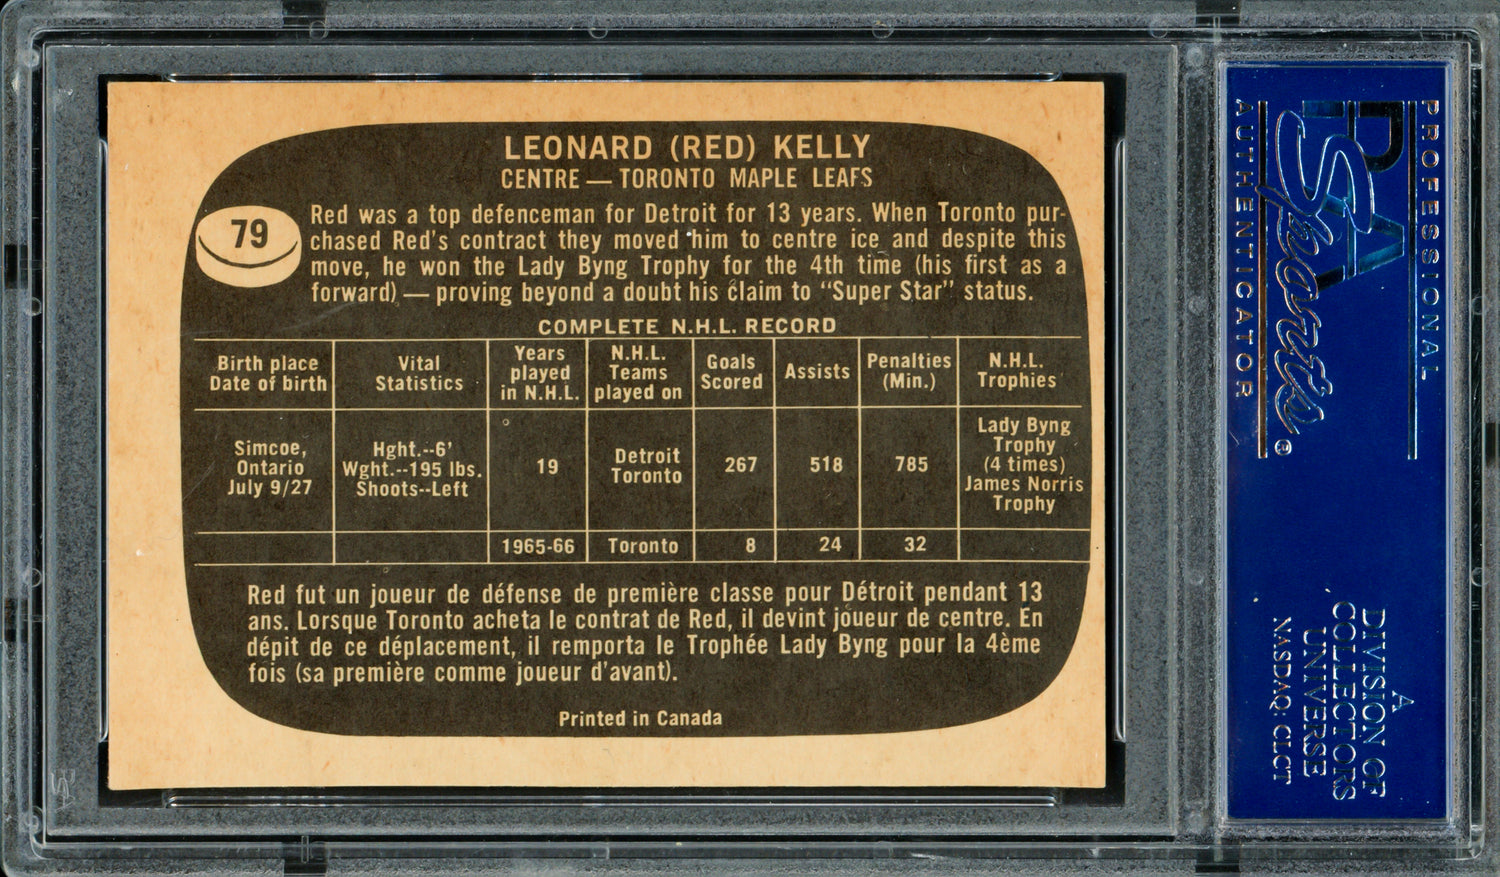 LEONARD (RED) KELLY
CENTRE — TORONTO MAPLE LEAFS
79
Red was a top defenceman for Detroit for 13 years. When Toronto pur-
chased Red's contract they moved him to centre ice and despite this
move, he won the Lady Byng Trophy for the 4th time (his first as a
forward) — proving beyond a doubt his claim to "Super Star" status.
COMPLETE N.H.L. RECORD
Birth place
Date of birth
Vital
Statistics
Years
played
in N.H.L.
N.H.L.
Teams
played on
Goals
Scored
Assists
Penalties
(Min.)
N.H.L.
Trophies
Simcoe,
Ontario
July 9/27
Hght.--6'
Wght.--195 lbs.
Shoots--Left
19
Detroit
Toronto
267
518
785
Lady Byng
Trophy
(4 times)
James Norris
Trophy
1965-66
Toronto
8
24
32
Red fut un joueur de défense de première classe pour Détroit pendant 13
ans. Lorsque Toronto acheta le contrat de Red, il devint joueur de centre. En
dépit de ce déplacement, il remporta le Trophée Lady Byng pour la 4ème
fois (sa première comme joueur d'avant).
Printed in Canada
PROFESSIONAL
PSA
Sports
AUTHENTICATOR
®
A
DIVISION OF
COLLECTORS
UNIVERSE
NASDAQ: CLCT
PSA